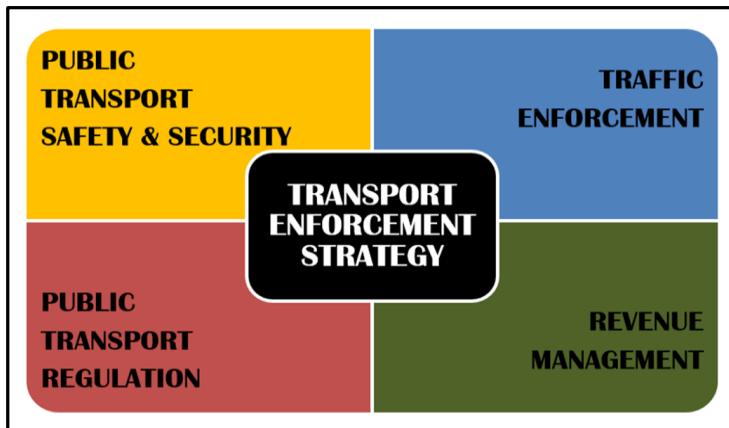 PUBLIC
TRANSPORT
SAFETY & SECURITY
TRAFFIC
ENFORCEMENT
TRANSPORT
ENFORCEMENT
STRATEGY
PUBLIC
TRANSPORT
REGULATION
REVENUE
MANAGEMENT